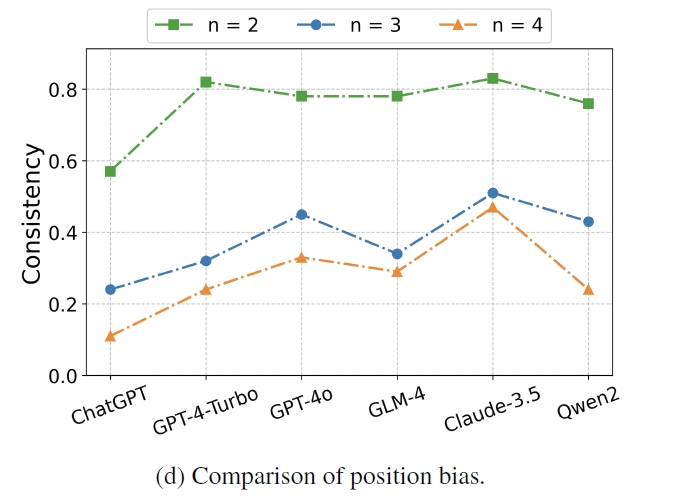 n = 2 n = 3 n = 4
Consistency
0.8
0.6
0.4
0.2
0.0
ChatGPT GPT-4-Turbo GPT-4o GLM-4 Claude-3.5 Qwen2
(d) Comparison of position bias.